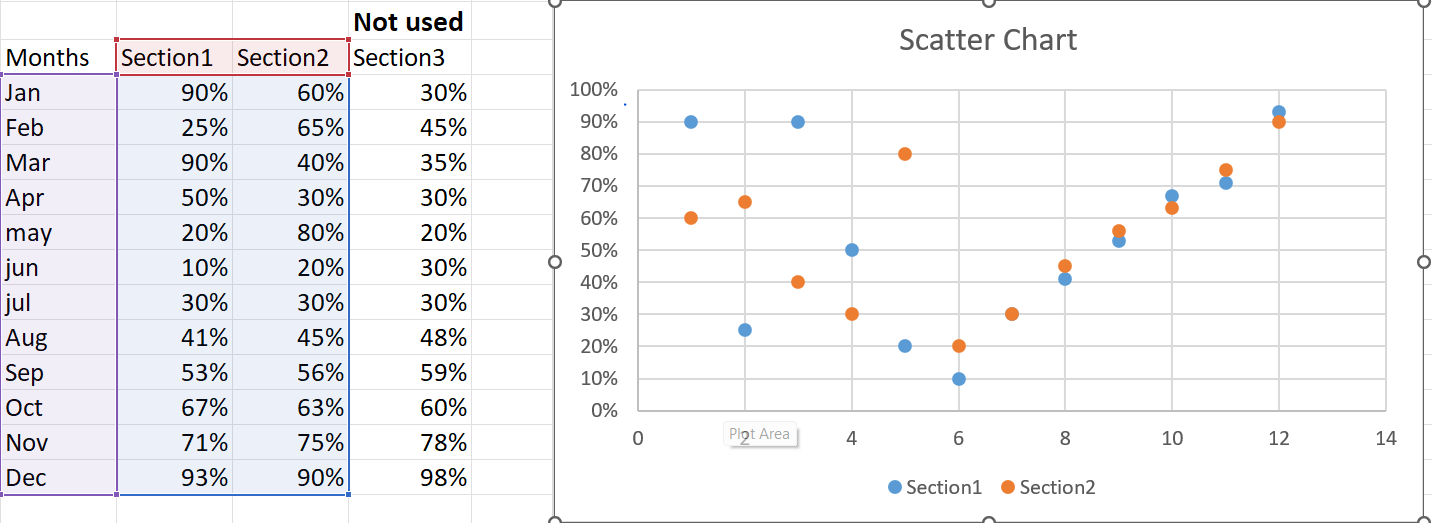 Not used
Months Section1 Section2 Section3
Jan 90% 60% 30%
Feb 25% 65% 45%
Mar 90% 40% 35%
Apr 50% 30% 30%
may 20% 80% 20%
jun 10% 20% 30%
jul 30% 30% 30%
Aug 41% 45% 48%
Sep 53% 56% 59%
Oct 67% 63% 60%
Nov 71% 75% 78%
Dec 93% 90% 98%
Scatter Chart
100%
90%
80%
70%
60%
50%
40%
30%
20%
10%
0%
0 2 4 6 8 10 12 14
Plot Area
Section1 Section2